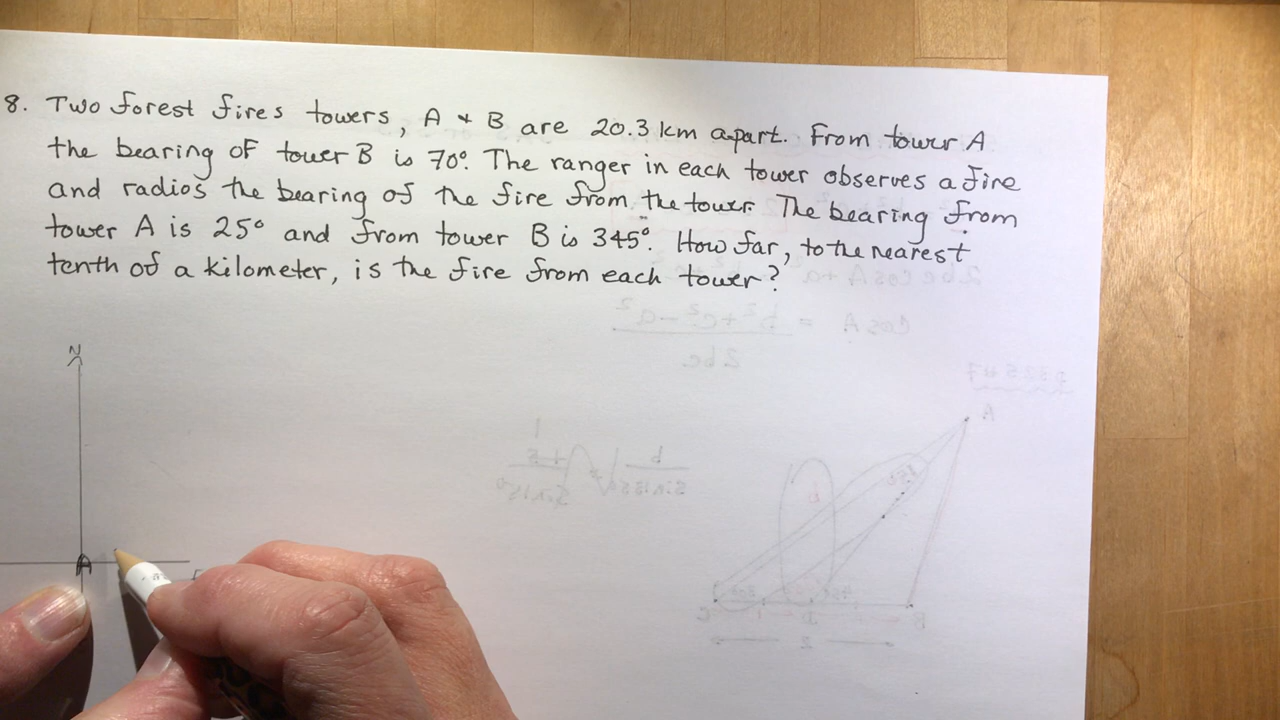 8. Two forest fires towers, A & B are 20.3 km apart. From tower A
the bearing of tower B is 70°. The ranger in each tower observes a fire
and radios the bearing of the fire from the tower. The bearing from
tower A is 25° and from tower B is 345°. How far, to the nearest
tenth of a kilometer, is the fire from each tower?
N
A